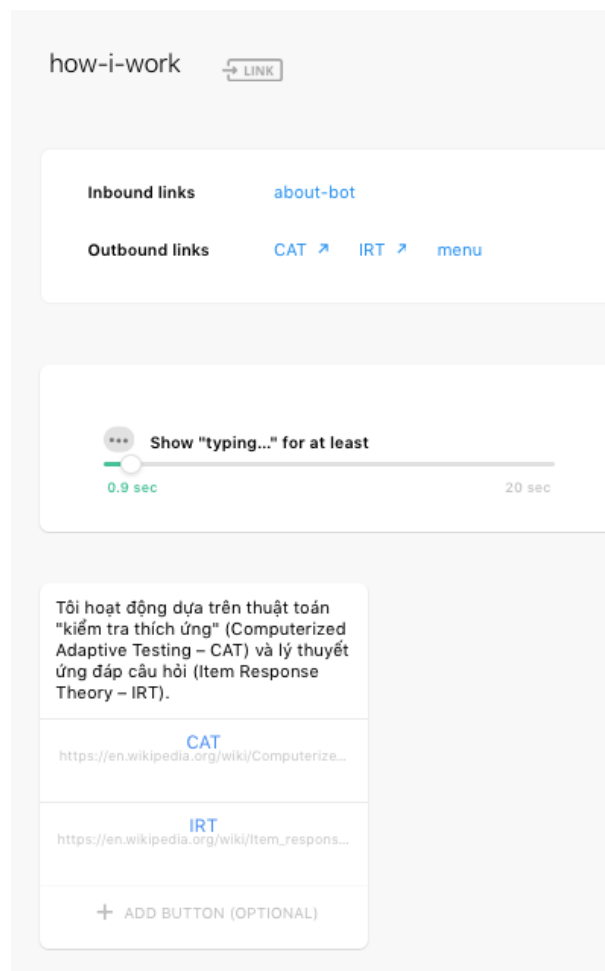 how-i-work
LINK
Inbound links about-bot
Outbound links CAT ↗ IRT ↗ menu
Show "typing..." for at least
0.9 sec 20 sec
Tôi hoạt động dựa trên thuật toán
"kiểm tra thích ứng" (Computerized
Adaptive Testing – CAT) và lý thuyết
ứng đáp câu hỏi (Item Response
Theory – IRT).
CAT
https://en.wikipedia.org/wiki/Computerize...
IRT
https://en.wikipedia.org/wiki/Item_respons...
+ ADD BUTTON (OPTIONAL)